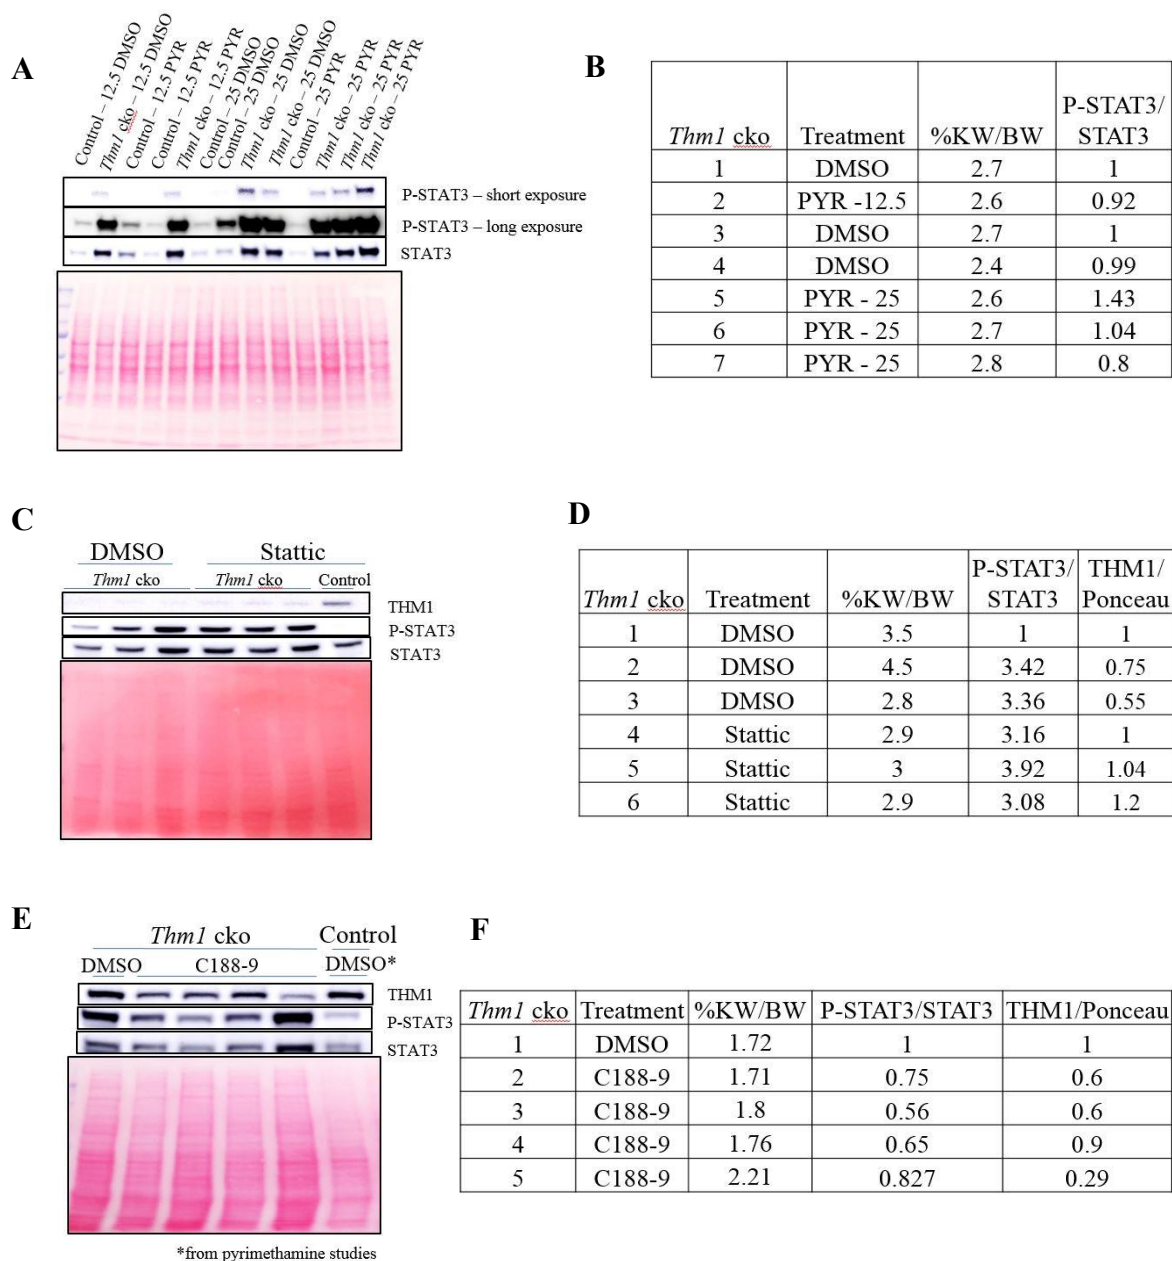 A
Control – 12.5 DMSO
Thm1 cko – 12.5 DMSO
Control – 12.5 PYR
Control – 12.5 PYR
Thm1 cko – 12.5 PYR
Control – 25 DMSO
Control – 25 DMSO
Thm1 cko – 25 DMSO
Thm1 cko – 25 DMSO
Control – 25 PYR
Thm1 cko – 25 PYR
Thm1 cko – 25 PYR
Thm1 cko – 25 PYR
P-STAT3 – short exposure
P-STAT3 – long exposure
STAT3
B
Thm1 cko Treatment %KW/BW P-STAT3/
STAT3
1 DMSO 2.7 1
2 PYR -12.5 2.6 0.92
3 DMSO 2.7 1
4 DMSO 2.4 0.99
5 PYR - 25 2.6 1.43
6 PYR - 25 2.7 1.04
7 PYR - 25 2.8 0.8
C
DMSO Stattic
Thm1 cko Thm1 cko Control
THM1
P-STAT3
STAT3
D
Thm1 cko Treatment %KW/BW P-STAT3/
STAT3 THM1/
Ponceau
1 DMSO 3.5 1 1
2 DMSO 4.5 3.42 0.75
3 DMSO 2.8 3.36 0.55
4 Stattic 2.9 3.16 1
5 Stattic 3 3.92 1.04
6 Stattic 2.9 3.08 1.2
E
Thm1 cko Control
DMSO C188-9 DMSO*
THM1
P-STAT3
STAT3
*from pyrimethamine studies
F
Thm1 cko Treatment %KW/BW P-STAT3/STAT3 THM1/Ponceau
1 DMSO 1.72 1 1
2 C188-9 1.71 0.75 0.6
3 C188-9 1.8 0.56 0.6
4 C188-9 1.76 0.65 0.9
5 C188-9 2.21 0.827 0.29